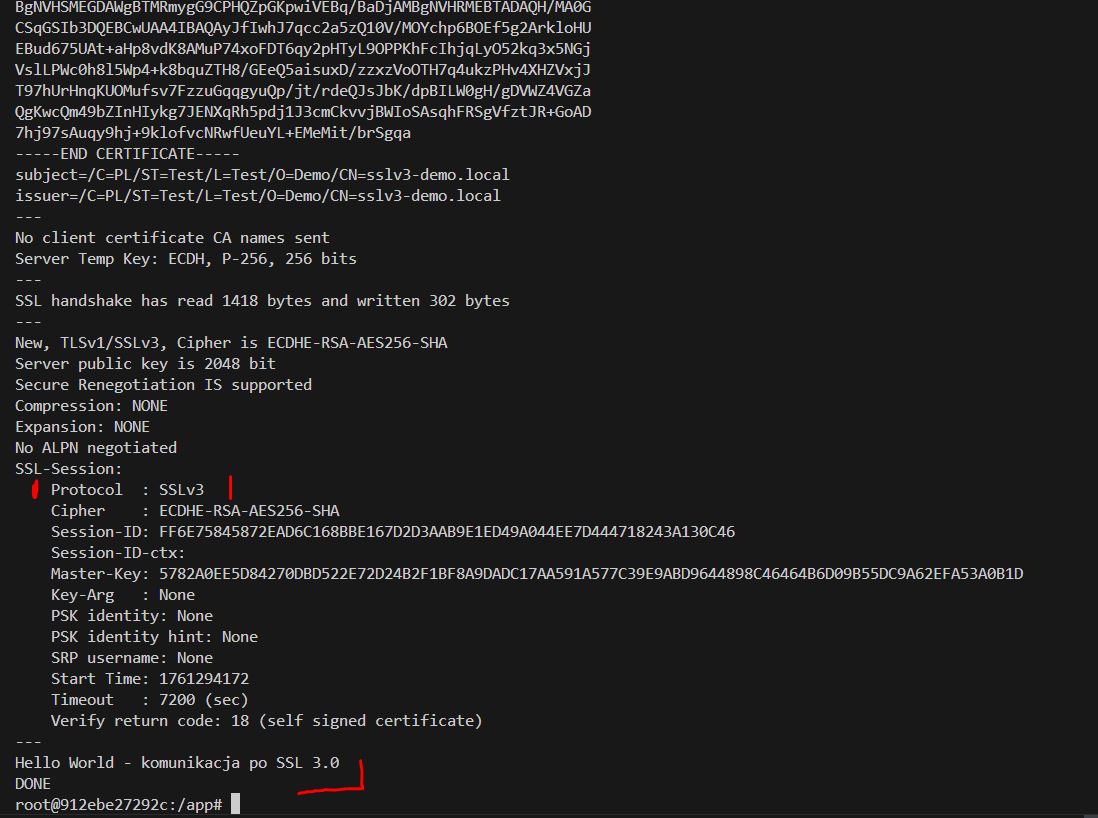 BgNVHSMEGDAWgBTMRmygG9CPHQZpGKpwiVEBq/BaDjAMBgNVHRMEBTADAQH/MA0G
CSqGSIb3DQEBCwUAA4IBAQAyJfIwhJ7qcc2a5zQ10V/MOYchp6BOEf5g2ArkloHU
EBud675UAt+aHp8vdK8AMuP74xoFDT6qy2pHTyL9OPPKhFcIhjqLyO52kq3x5NGj
VslLPWc0h8l5Wp4+k8bquZTH8/GEeQ5aisuxD/zzxzVoOTH7q4ukzPHv4XHZVxjJ
T97hUrHnqKUOMufsv7FzzuGqqgyuQp/jt/rdeQJsJbK/dpBILW0gH/gDVWZ4VGZa
QgKwcQm49bZInHIykg7JENXqRh5pdj1J3cmCkvvjBWIoSAsqhFRSgVfztJR+GoAD
7hj97sAuqy9hj+9klofvcNRwfUeuYL+EMeMit/brSgqa
-----END CERTIFICATE-----
subject=/C=PL/ST=Test/L=Test/O=Demo/CN=sslv3-demo.local
issuer=/C=PL/ST=Test/L=Test/O=Demo/CN=sslv3-demo.local
---
No client certificate CA names sent
Server Temp Key: ECDH, P-256, 256 bits
---
SSL handshake has read 1418 bytes and written 302 bytes
---
New, TLSv1/SSLv3, Cipher is ECDHE-RSA-AES256-SHA
Server public key is 2048 bit
Secure Renegotiation IS supported
Compression: NONE
Expansion: NONE
No ALPN negotiated
SSL-Session:
    Protocol  : SSLv3
    Cipher    : ECDHE-RSA-AES256-SHA
    Session-ID: FF6E75845872EAD6C168BBE167D2D3AAB9E1ED49A044EE7D444718243A130C46
    Session-ID-ctx:
    Master-Key: 5782A0EE5D84270DBD522E72D24B2F1BF8A9DADC17AA591A577C39E9ABD9644898C46464B6D09B55DC9A62EFA53A0B1D
    Key-Arg   : None
    PSK identity: None
    PSK identity hint: None
    SRP username: None
    Start Time: 1761294172
    Timeout   : 7200 (sec)
    Verify return code: 18 (self signed certificate)
---
Hello World - komunikacja po SSL 3.0
DONE
root@912ebe27292c:/app#